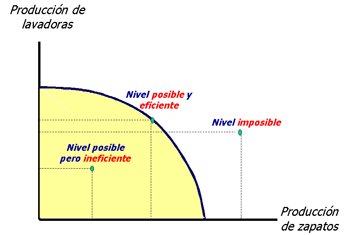 Producción de
lavadoras
Nivel posible y
eficiente
Nivel imposible
Nivel posible
pero ineficiente
Producción
de zapatos